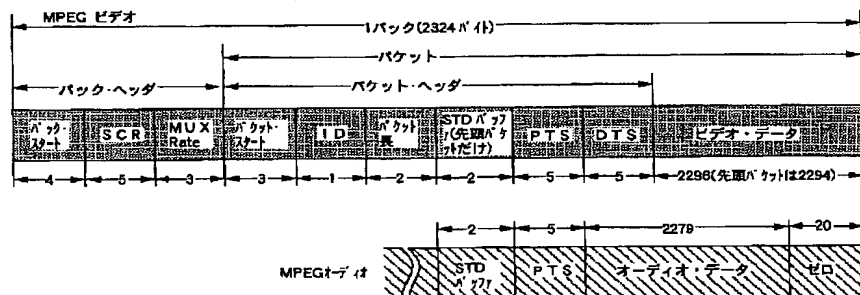 MPEG ビデオ
1パック(2324バイト)
パケット
パック・ヘッダ
パケット・ヘッダ
パック・スタート
SCR
MUX Rate
パケット・スタート
ID
パケット長
STDバッファ(先頭パケットだけ)
PTS
DTS
ビデオ・データ
4
5
3
3
1
2
2
5
5
2296(先頭パケットは2294)
2
5
2279
20
MPEGオーディオ
STDバッファ
PTS
オーディオ・データ
ゼロ